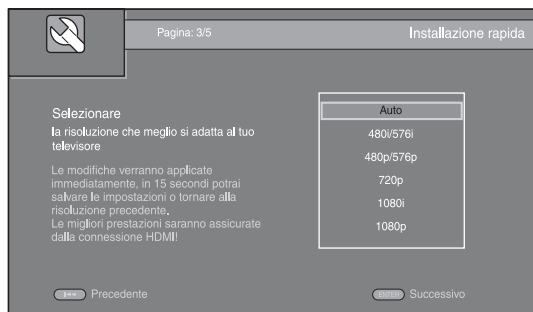 Pagina: 3/5
Installazione rapida
Selezionare
la risoluzione che meglio si adatta al tuo
televisore
Le modifiche verranno applicate
immediatamente, in 15 secondi potrai
salvare le impostazioni o tornare alla
risoluzione precedente.
Le migliori prestazioni saranno assicurate
dalla connessione HDMI!
Auto
480i/576i
480p/576p
720p
1080i
1080p
Precedente
ENTER Successivo